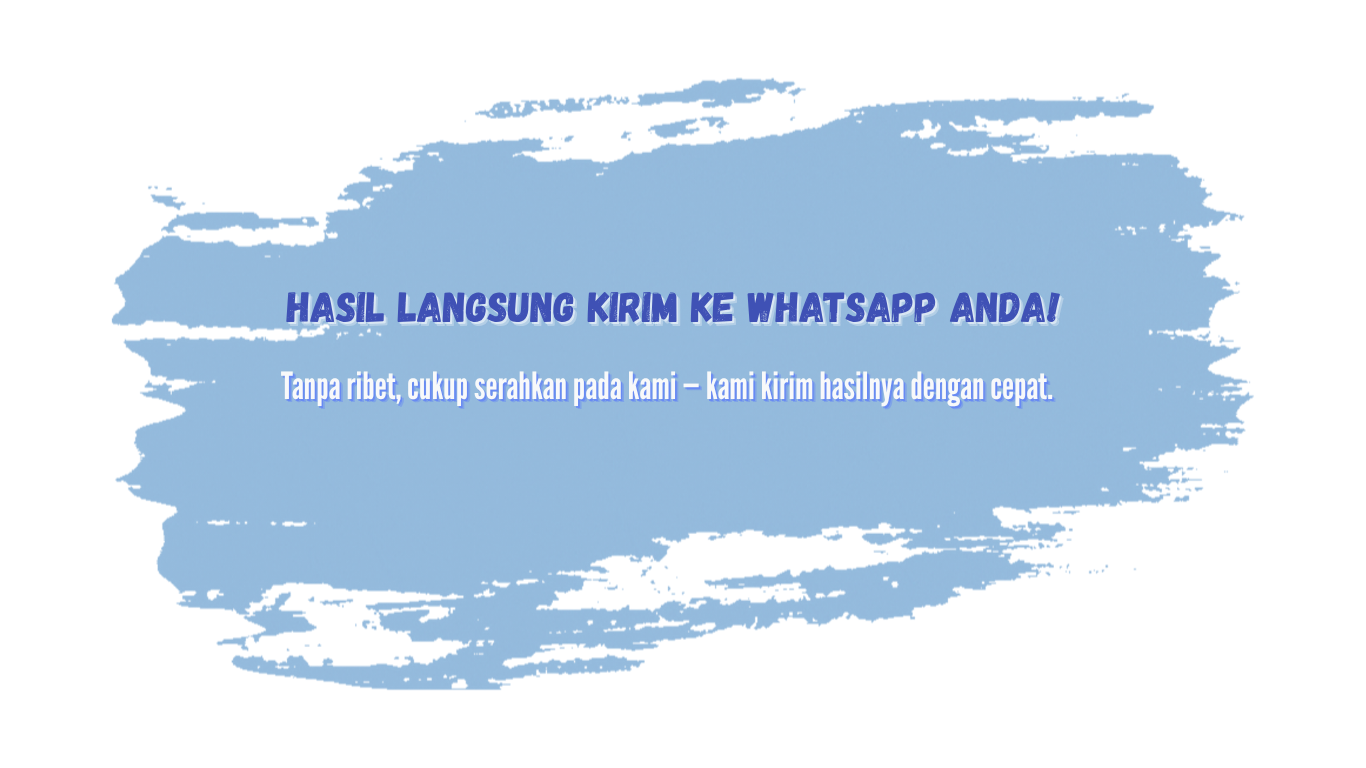 HASIL LANGSUNG KIRIM KE WHATSAPP ANDA!
Tanpa ribet, cukup serahkan pada kami – kami kirim hasilnya dengan cepat.